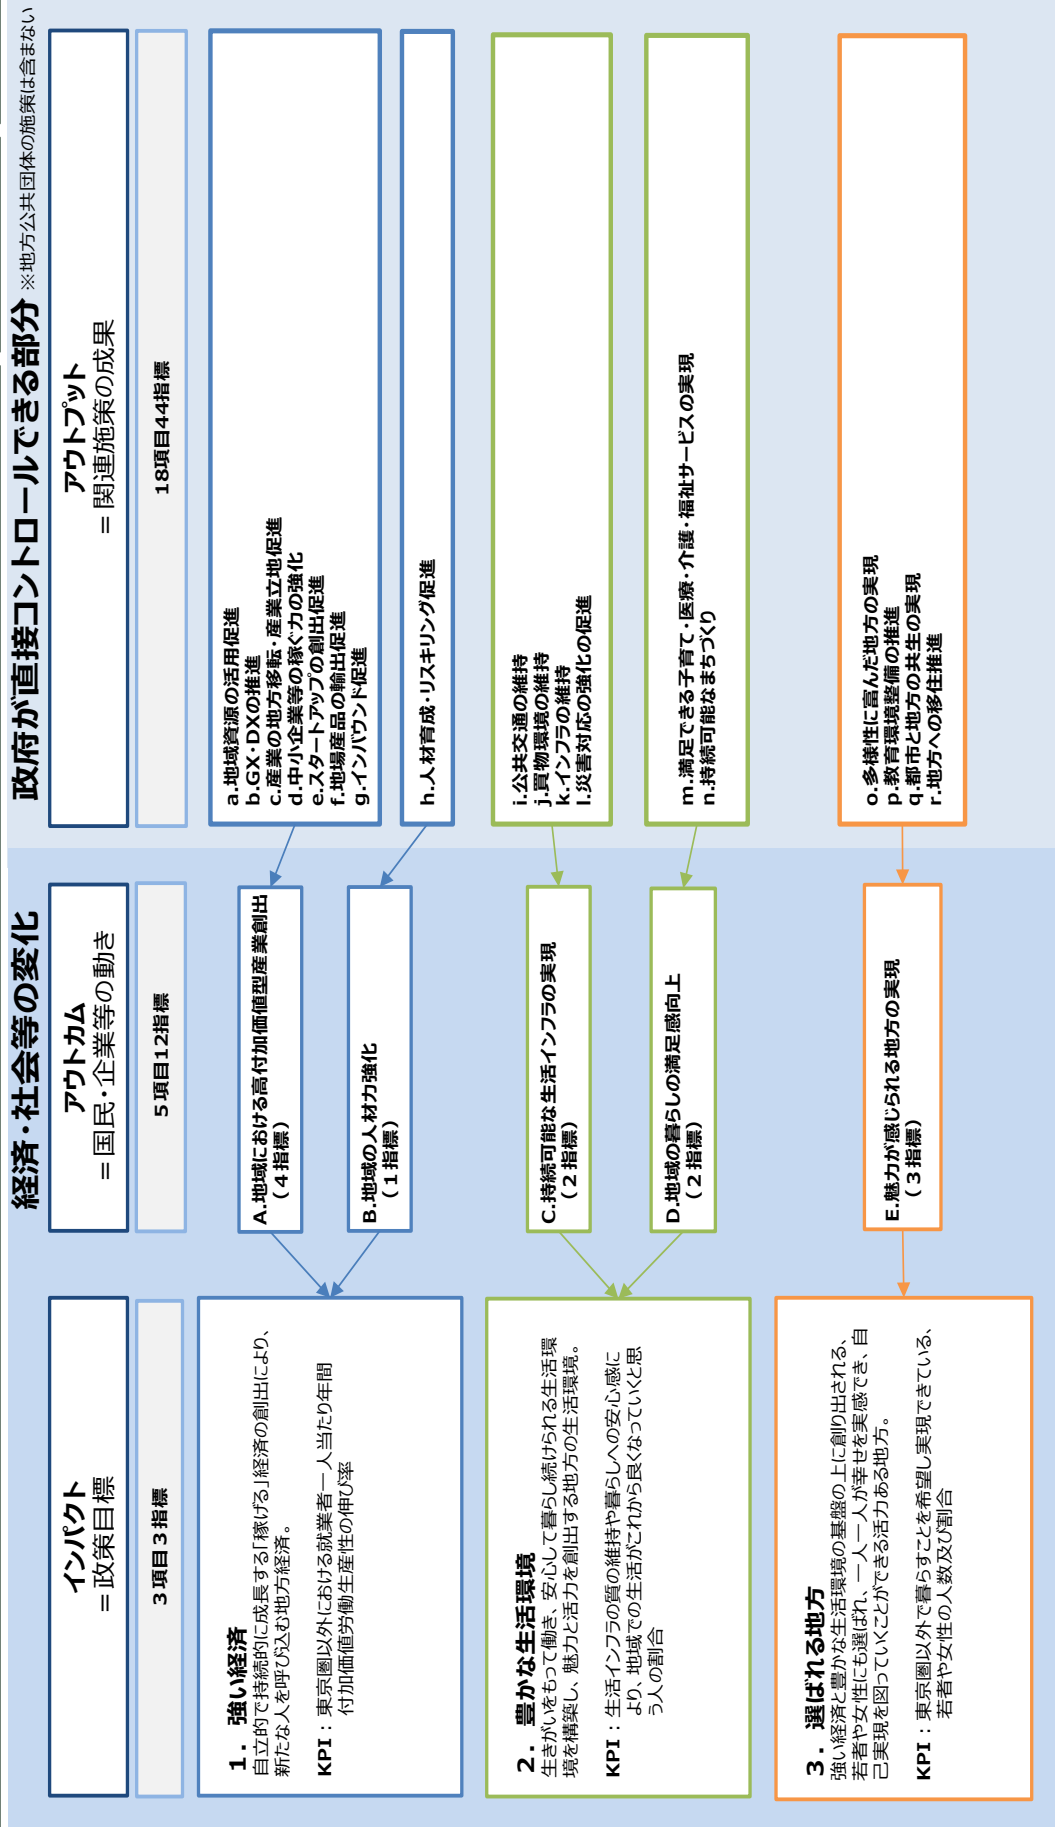 経済・社会等の変化
政府が直接コントロールできる部分 ※地方公共団体の施策は含まない
インパクト
＝政策目標
アウトカム
＝国民・企業等の動き
アウトプット
＝関連施策の成果
３項目３指標
５項目12指標
18項目44指標
１．強い経済
自立的で持続的に成長する「稼げる」経済の創出により、
新たな人を呼び込む地方経済。
KPI：東京圏以外における就業者一人当たり年間
付加価値労働生産性の伸び率
A.地域における高付加価値型産業創出
（４指標）
B.地域の人材力強化
（１指標）
a.地域資源の活用促進
b.GX・DXの推進
c.産業の地方移転・産業立地促進
d.中小企業等の稼ぐ力の強化
e.スタートアップの創出促進
f.地場産品の輸出促進
g.インバウンド促進
h.人材育成・リスキリング促進
２．豊かな生活環境
生きがいをもって働き、安心して暮らし続けられる生活環
境を構築し、魅力と活力を創出する地方の生活環境。
KPI：生活インフラの質の維持や暮らしへの安心感に
より、地域での生活がこれから良くなっていくと思
う人の割合
C.持続可能な生活インフラの実現
（２指標）
D.地域の暮らしの満足感向上
（２指標）
i.公共交通の維持
j.買物環境の維持
k.インフラの維持
l.災害対応の強化の促進
m.満足できる子育て・医療・介護・福祉サービスの実現
n.持続可能なまちづくり
３．選ばれる地方
強い経済と豊かな生活環境の基盤の上に創り出される、
若者や女性にも選ばれ、一人一人が幸せを実感でき、自
己実現を図っていくことができる活力ある地方。
KPI：東京圏以外で暮らすことを希望し実現できている、
若者や女性の人数及び割合
E.魅力が感じられる地方の実現
（３指標）
o.多様性に富んだ地方の実現
p.教育環境整備の推進
q.都市と地方の共生の実現
r.地方への移住推進